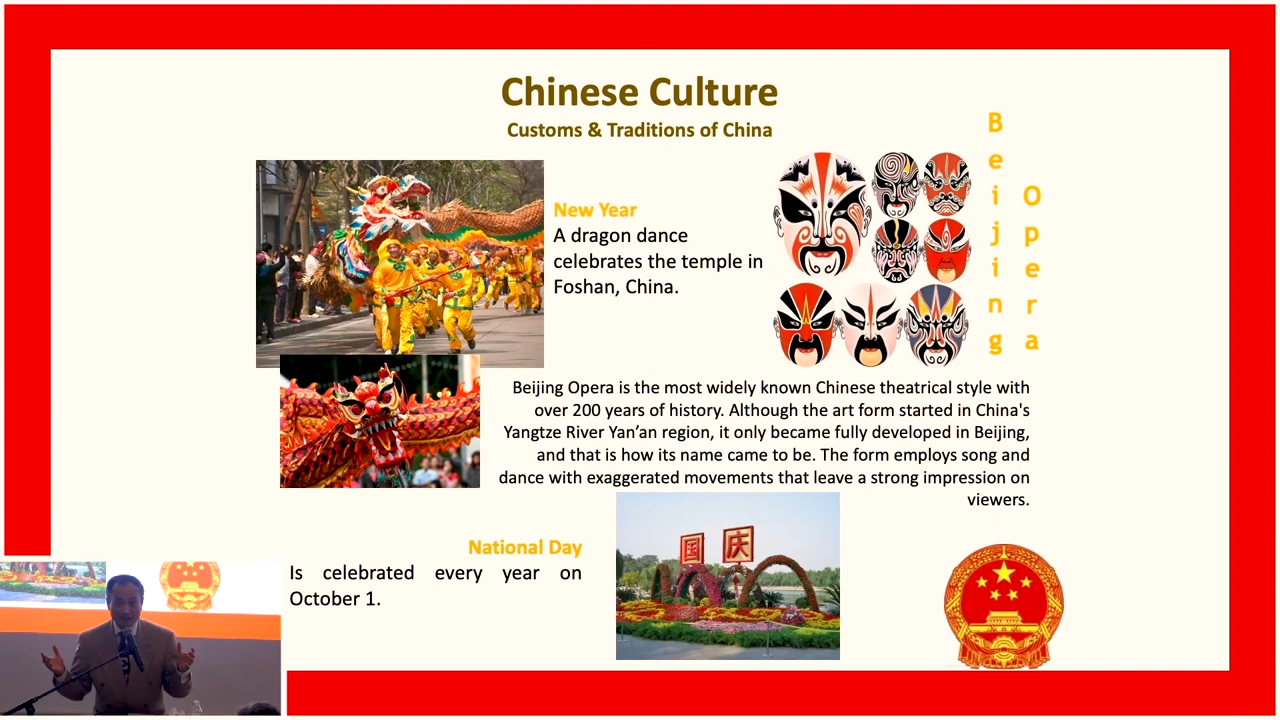 Chinese Culture
Customs & Traditions of China
Beijing
Opera
New Year
A dragon dance
celebrates the temple in
Foshan, China.
Beijing Opera is the most widely known Chinese theatrical style with
over 200 years of history. Although the art form started in China's
Yangtze River Yan’an region, it only became fully developed in Beijing,
and that is how its name came to be. The form employs song and
dance with exaggerated movements that leave a strong impression on
viewers.
国 庆
National Day
Is celebrated every year on
October 1.